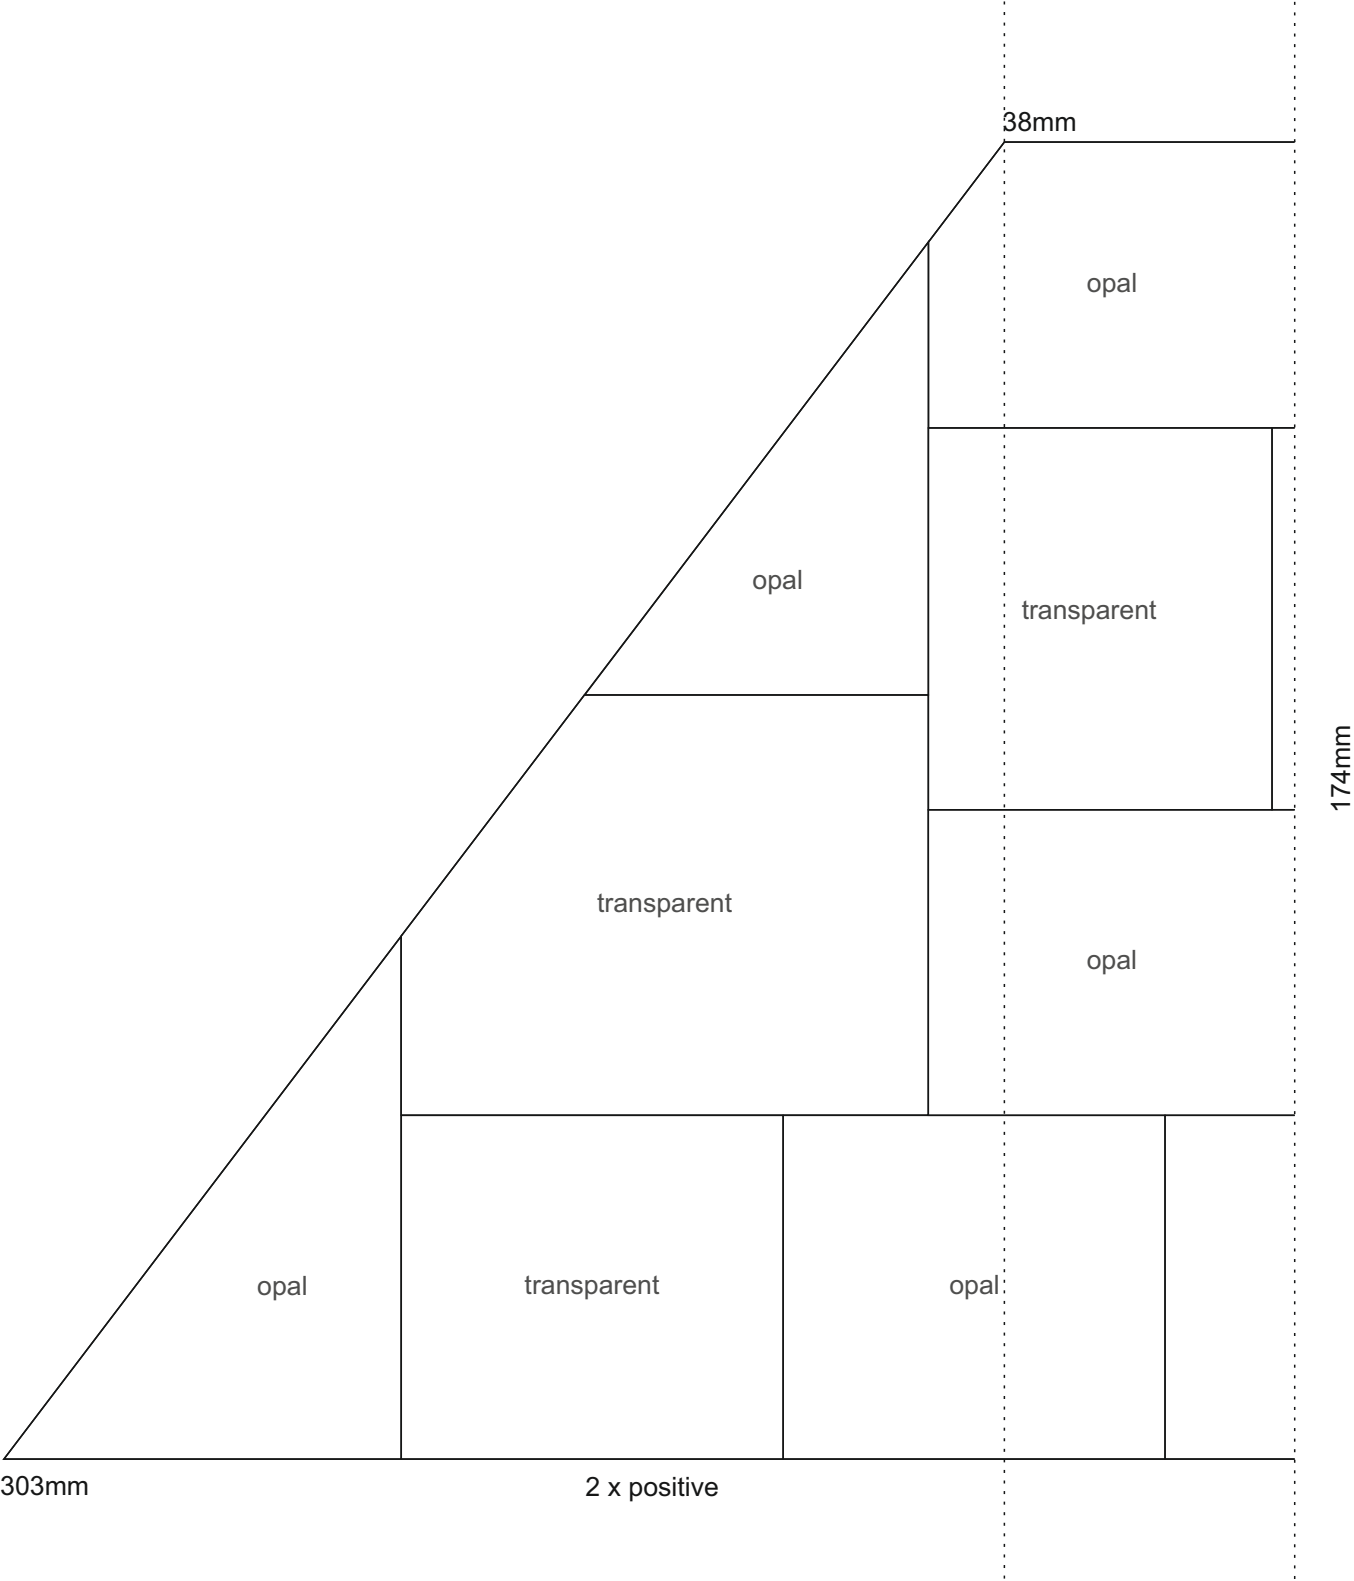 38mm
opal
opal
transparent
174mm
transparent
opal
opal
transparent
opal
303mm
2 x positive